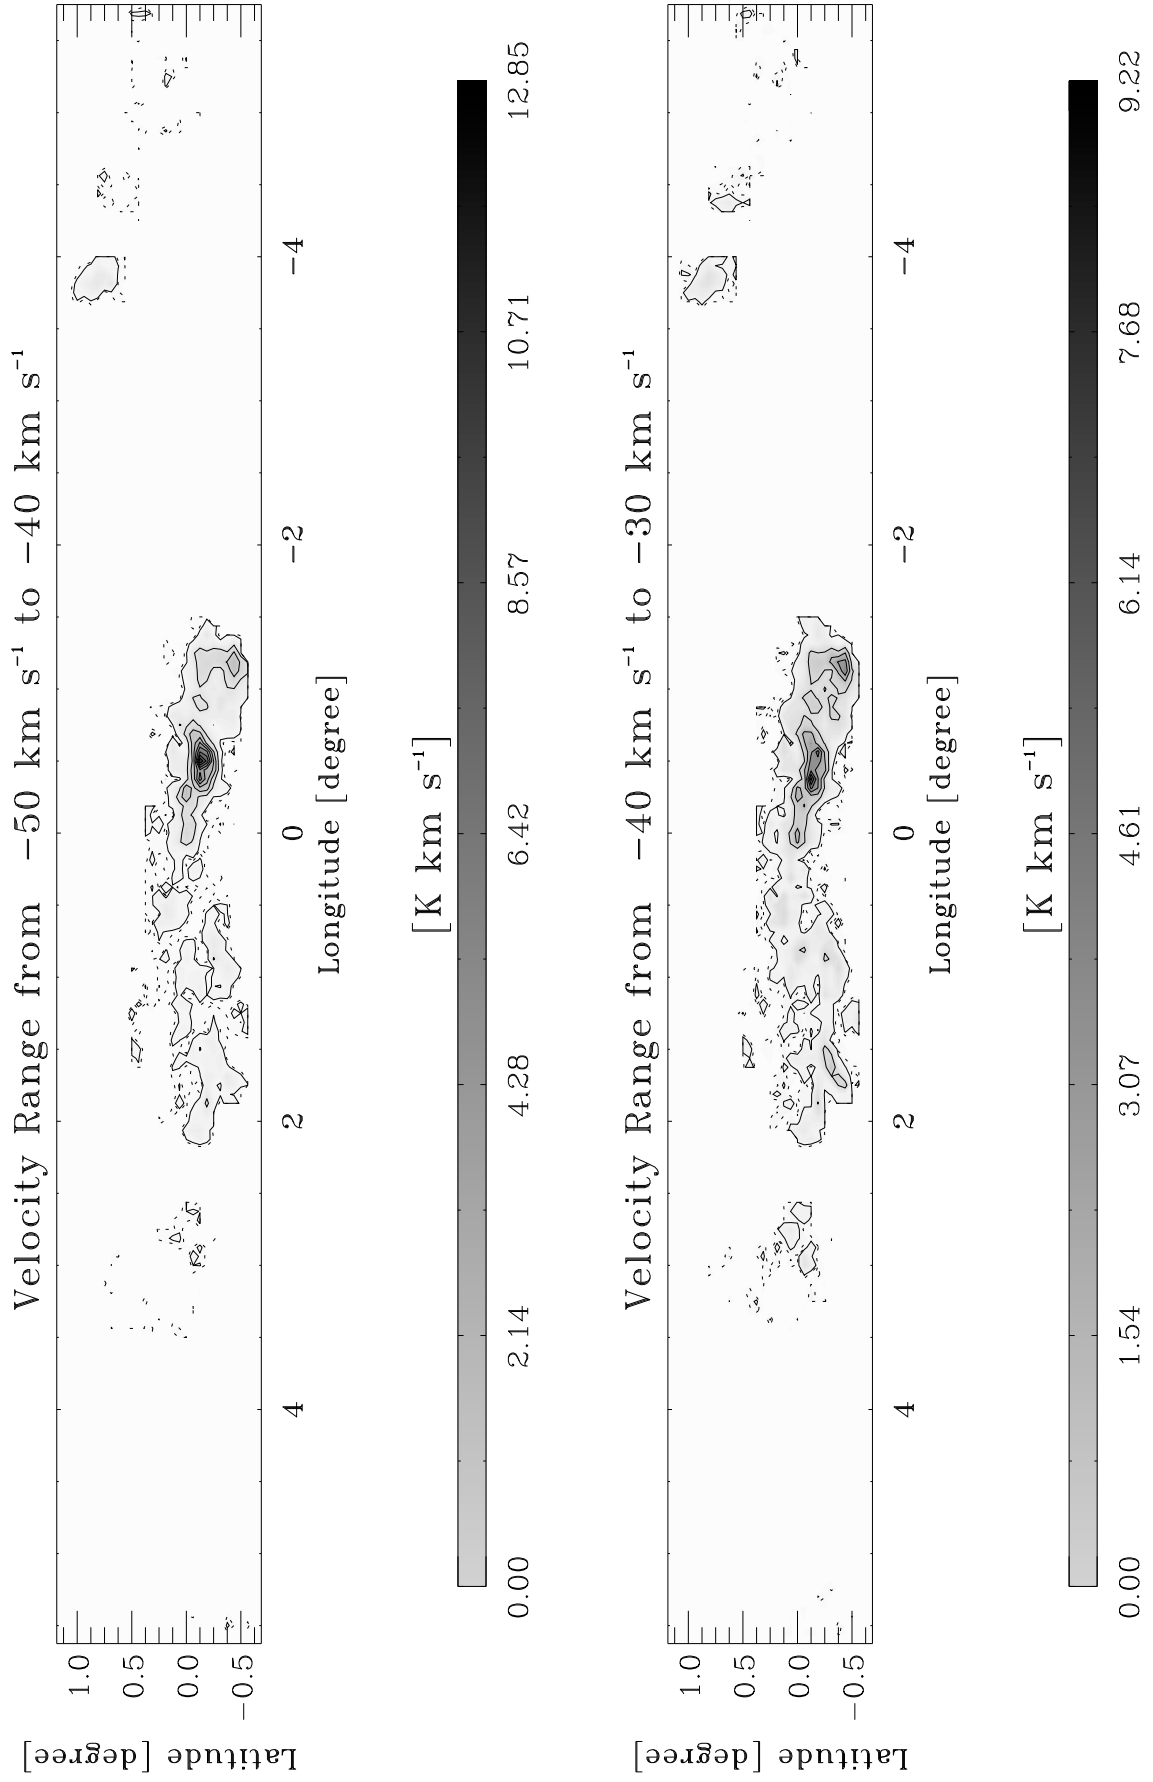 Velocity Range from −50 km s⁻¹ to −40 km s⁻¹
Latitude [degree]
1.0
0.5
0.0
−0.5
4 2 0 −2 −4
Longitude [degree]
[K km s⁻¹]
0.00 2.14 4.28 6.42 8.57 10.71 12.85
Velocity Range from −40 km s⁻¹ to −30 km s⁻¹
Latitude [degree]
1.0
0.5
0.0
−0.5
4 2 0 −2 −4
Longitude [degree]
[K km s⁻¹]
0.00 1.54 3.07 4.61 6.14 7.68 9.22